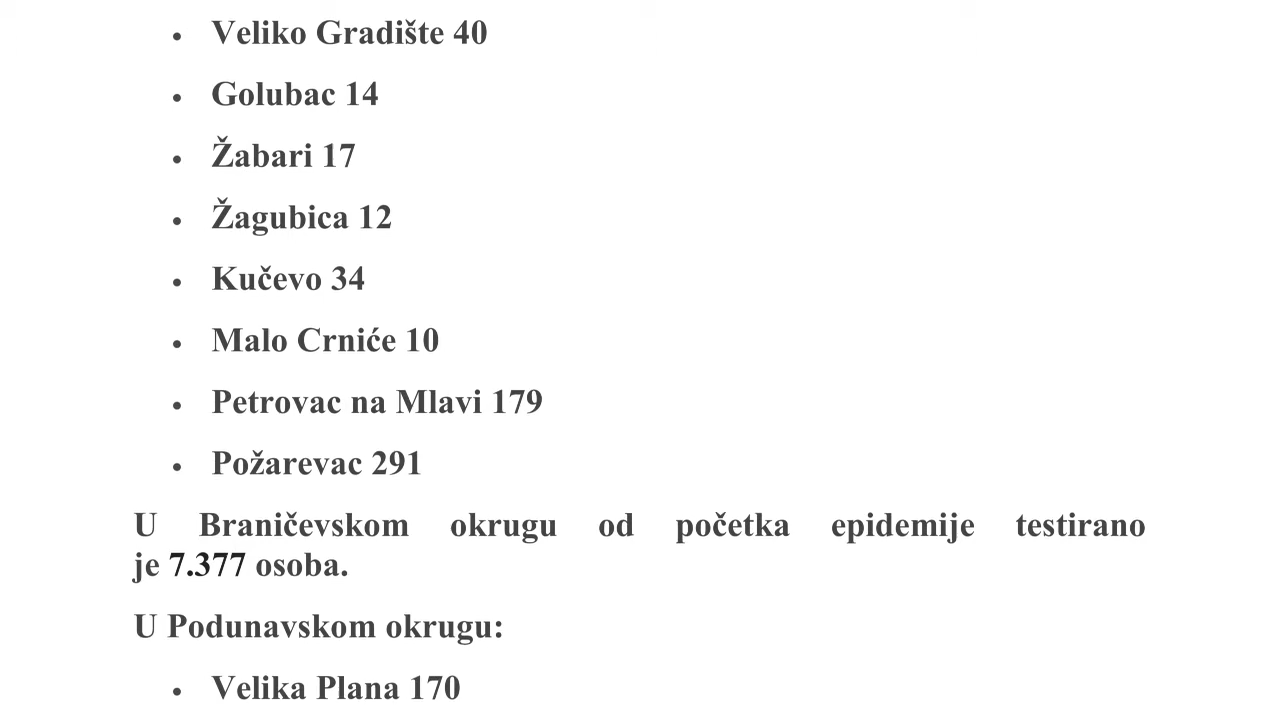 • Veliko Gradište 40
• Golubac 14
• Žabari 17
• Žagubica 12
• Kučevo 34
• Malo Crniće 10
• Petrovac na Mlavi 179
• Požarevac 291
U Braničevskom okrugu od početka epidemije testirano
je 7.377 osoba.
U Podunavskom okrugu:
• Velika Plana 170